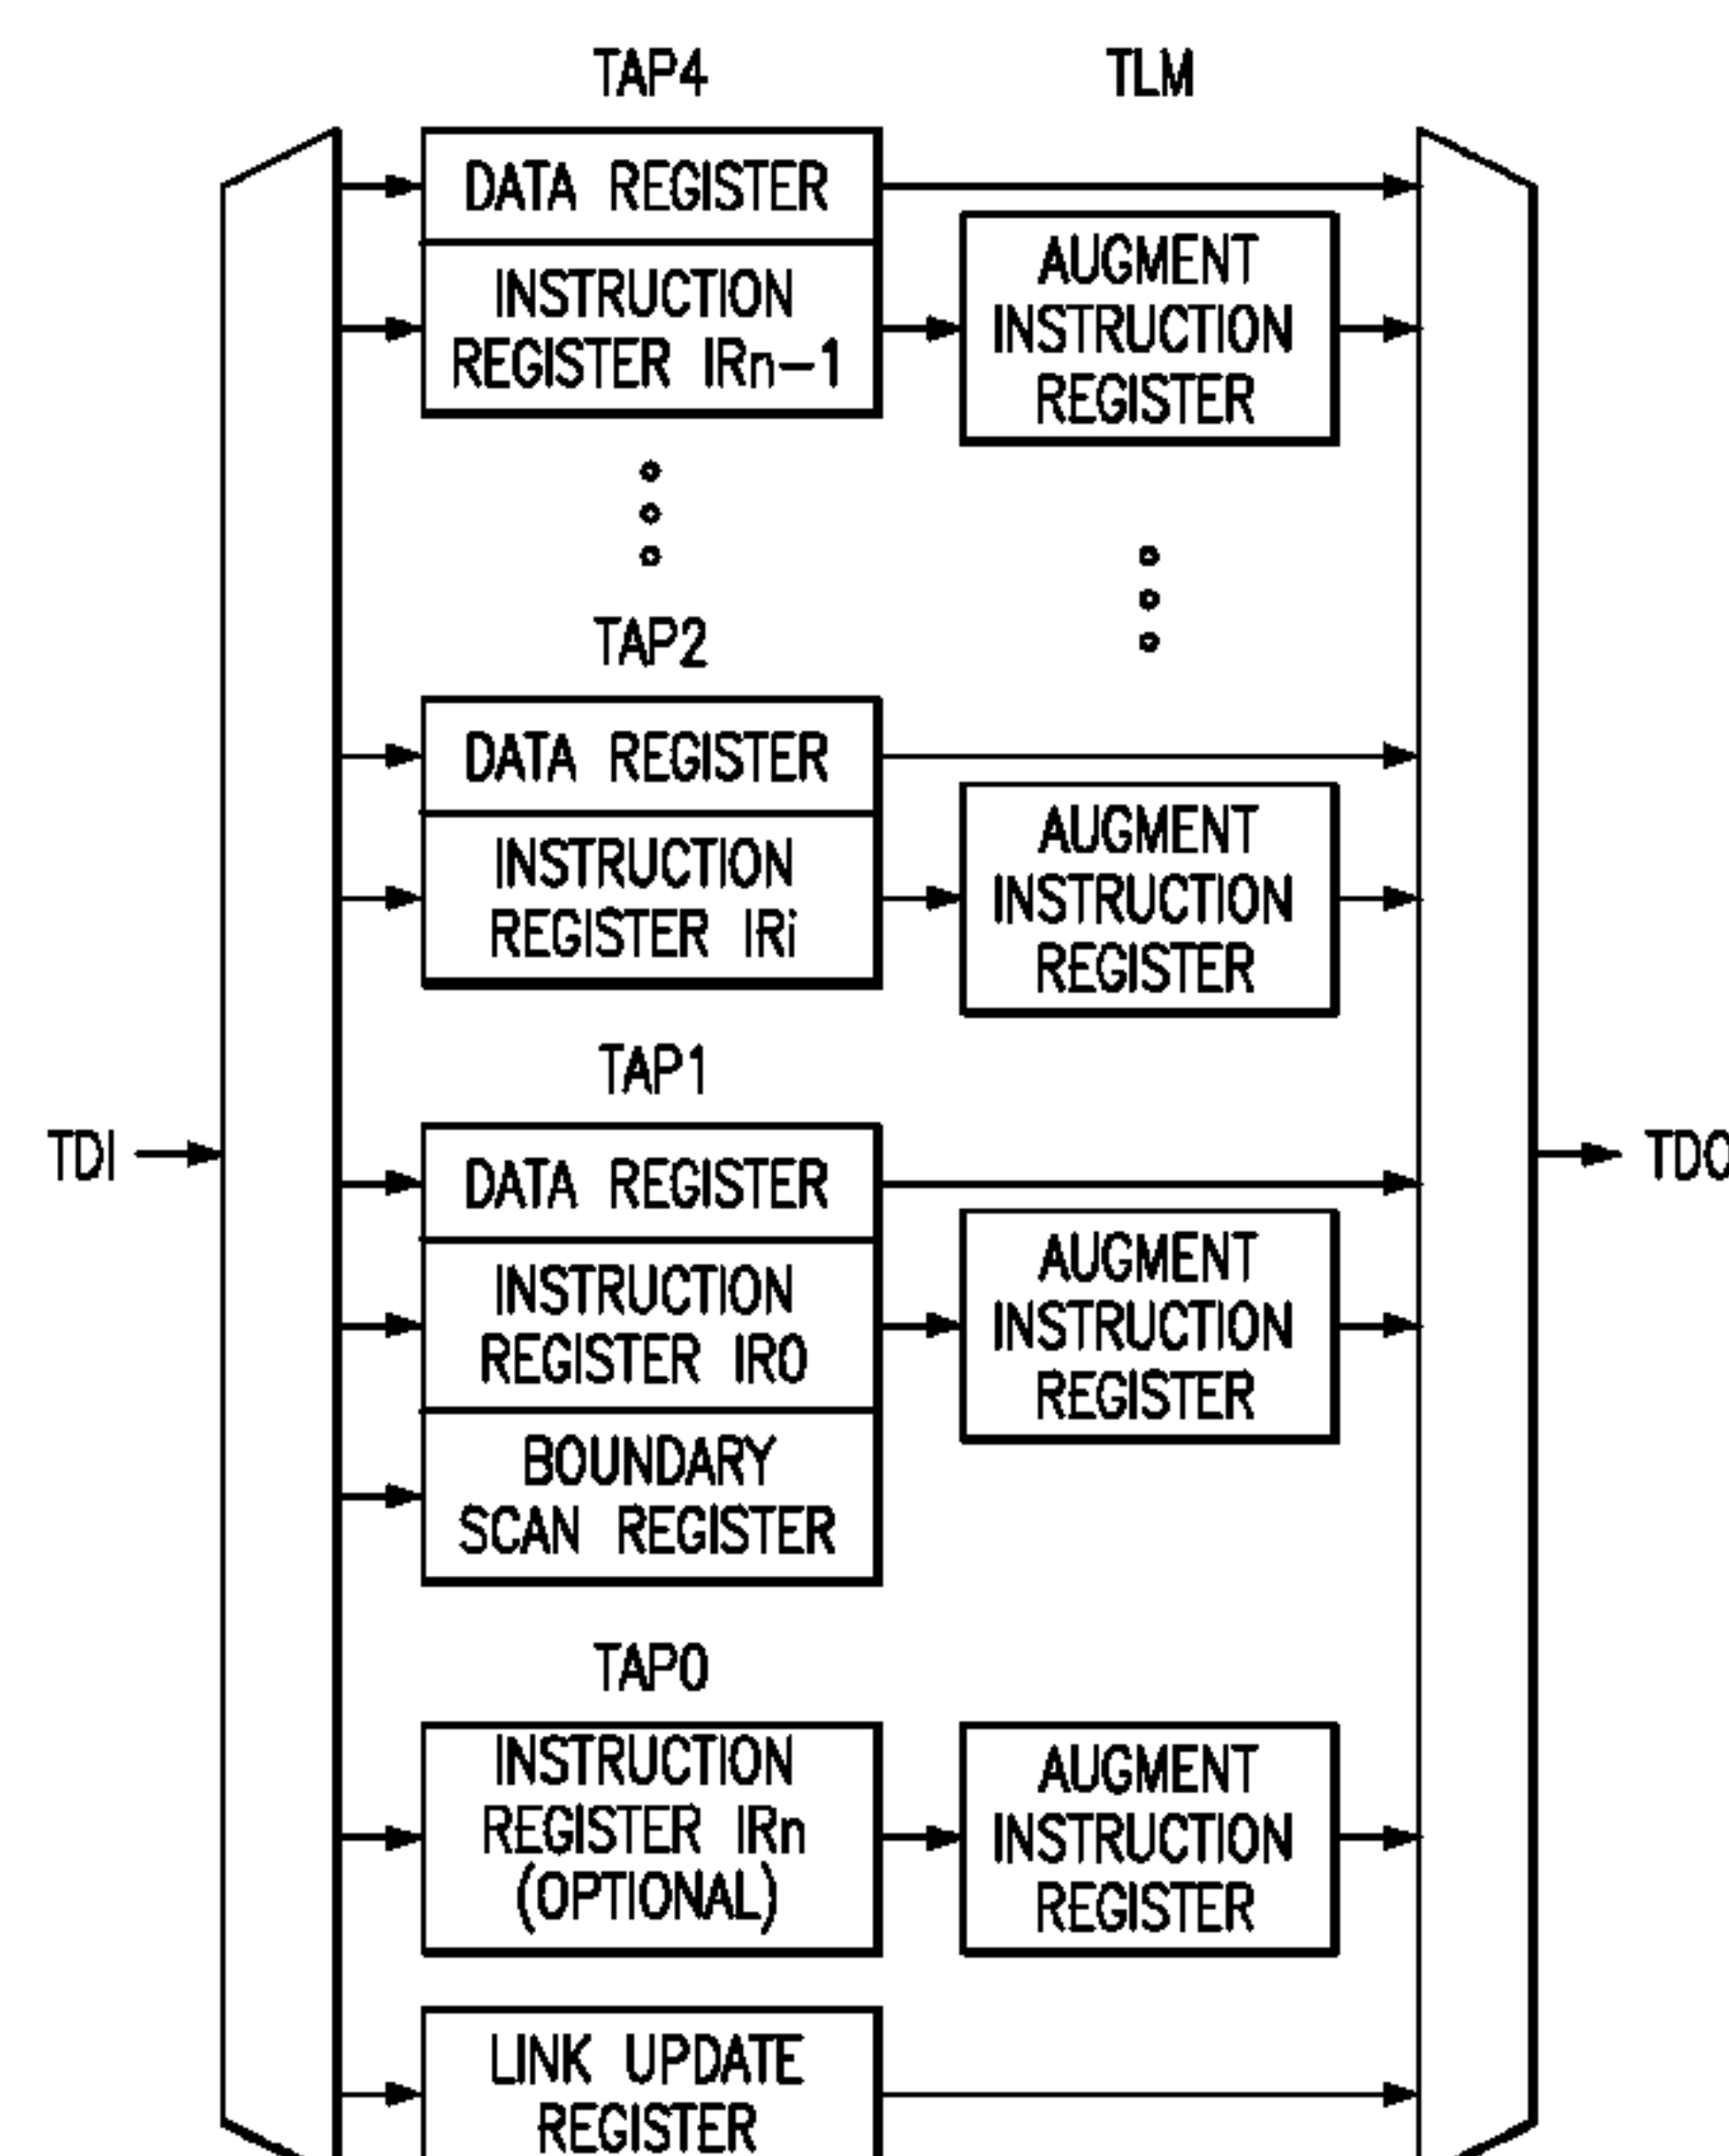 TAP4
TLM
DATA REGISTER
INSTRUCTION
REGISTER IRn-1
AUGMENT
INSTRUCTION
REGISTER
TAP2
DATA REGISTER
INSTRUCTION
REGISTER IRi
AUGMENT
INSTRUCTION
REGISTER
TAP1
TDI
DATA REGISTER
INSTRUCTION
REGISTER IR0
BOUNDARY
SCAN REGISTER
AUGMENT
INSTRUCTION
REGISTER
TDO
TAP0
INSTRUCTION
REGISTER IRn
(OPTIONAL)
AUGMENT
INSTRUCTION
REGISTER
LINK UPDATE
REGISTER